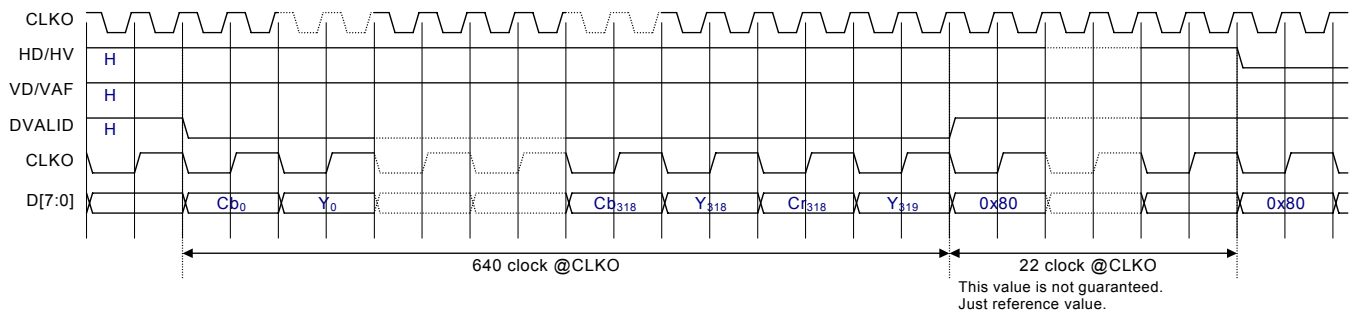 CLKO
HD/HV H
VD/VAF H
DVALID H
CLKO
D[7:0] Cb0 Y0 Cb318 Y318 Cr318 Y319 0x80 0x80
640 clock @CLKO 22 clock @CLKO
This value is not guaranteed.
Just reference value.